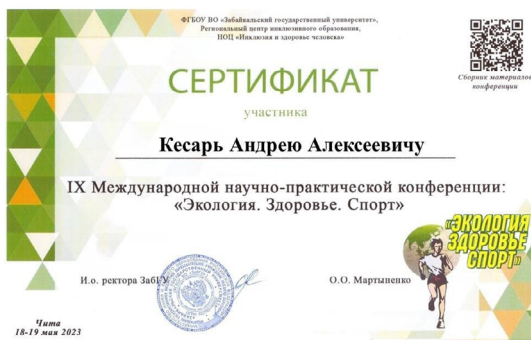 ФГБОУ ВО «Забайкальский государственный университет»,
Региональный центр инклюзивного образования,
НОЦ «Инклюзия и здоровье человека»
СЕРТИФИКАТ
участника
Сборник материалов
конференции
Кесарь Андрею Алексеевичу
IX Международной научно-практической конференции:
«Экология. Здоровье. Спорт»
«ЭКОЛОГИЯ
ЗДОРОВЬЕ
СПОРТ»
И.о. ректора ЗабГУ
О.О. Мартыненко
Чита
18-19 мая 2023